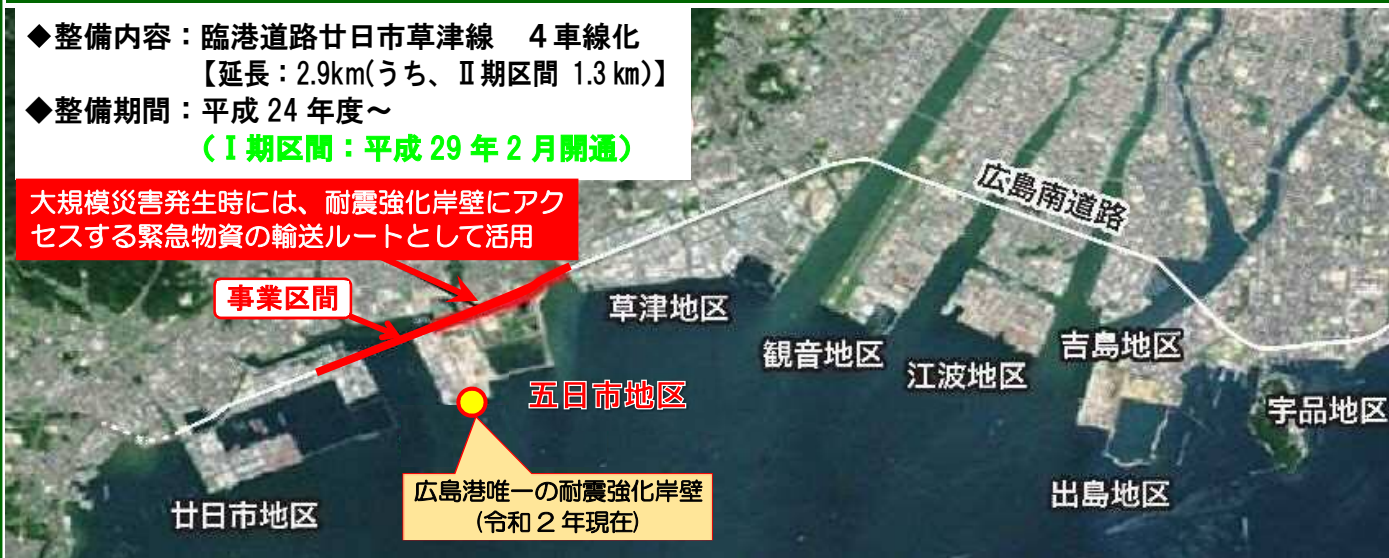 ◆整備内容：臨港道路廿日市草津線　４車線化
【延長：2.9km(うち、Ⅱ期区間 1.3 km)】
◆整備期間：平成 24 年度～
（Ⅰ期区間：平成 29 年 2 月開通）
大規模災害発生時には、耐震強化岸壁にアク
セスする緊急物資の輸送ルートとして活用
事業区間
広島南道路
草津地区
観音地区
江波地区
吉島地区
宇品地区
五日市地区
出島地区
廿日市地区
広島港唯一の耐震強化岸壁
(令和２年現在)